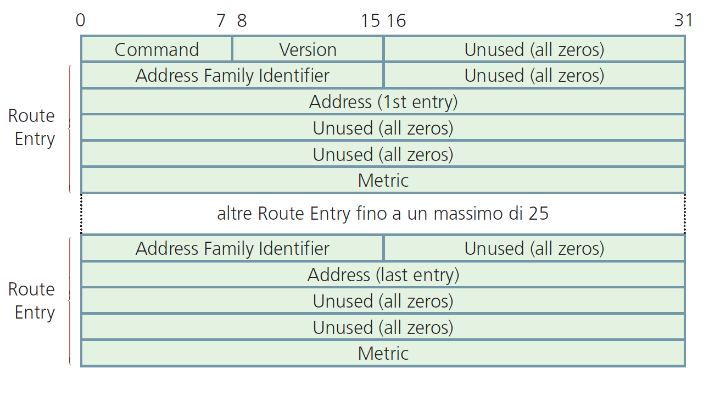 0 7 8 15 16 31
Command Version Unused (all zeros)
Address Family Identifier Unused (all zeros)
Address (1st entry)
Route
Entry
Unused (all zeros)
Unused (all zeros)
Metric
altre Route Entry fino a un massimo di 25
Address Family Identifier Unused (all zeros)
Address (last entry)
Route
Entry
Unused (all zeros)
Unused (all zeros)
Metric